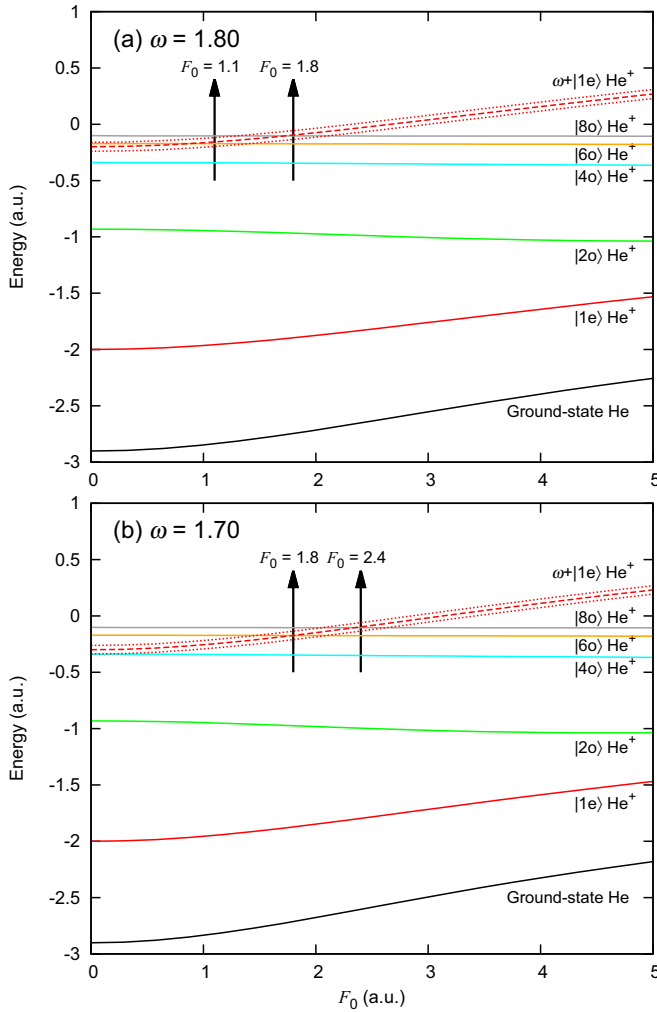 (a) ω = 1.80
F0 = 1.1
F0 = 1.8
ω+|1e⟩ He+
|8o⟩ He+
|6o⟩ He+
|4o⟩ He+
|2o⟩ He+
|1e⟩ He+
Ground-state He
Energy (a.u.)
1
0.5
0
-0.5
-1
-1.5
-2
-2.5
-3
0
1
2
3
4
5
(b) ω = 1.70
F0 = 1.8
F0 = 2.4
ω+|1e⟩ He+
|8o⟩ He+
|6o⟩ He+
|4o⟩ He+
|2o⟩ He+
|1e⟩ He+
Ground-state He
Energy (a.u.)
1
0.5
0
-0.5
-1
-1.5
-2
-2.5
-3
0
1
2
3
4
5
F0 (a.u.)